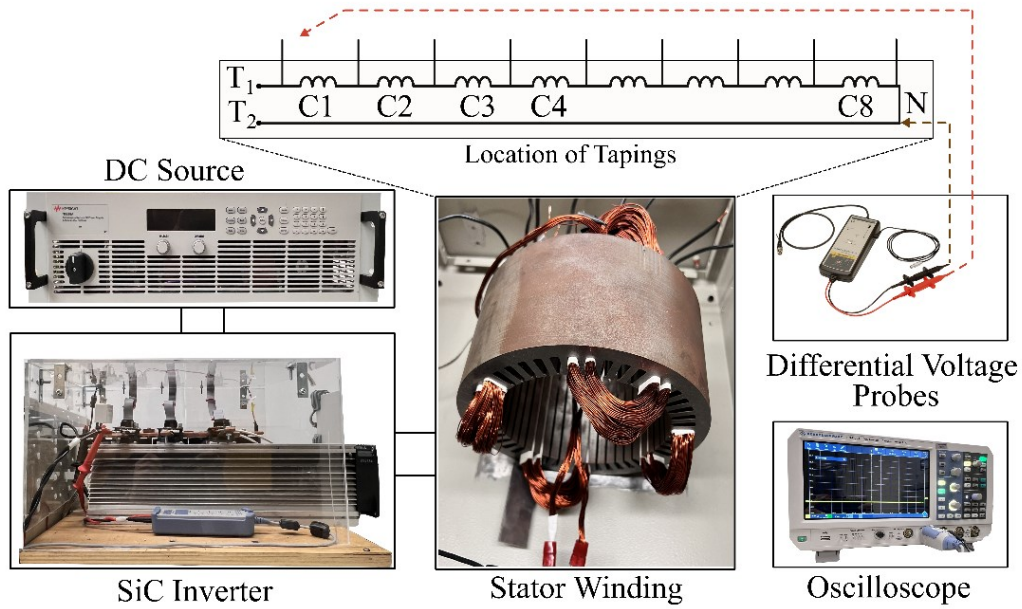 T1
T2
C1 C2 C3 C4 C8 N
Location of Tapings
DC Source
Differential Voltage
Probes
SiC Inverter
Stator Winding
Oscilloscope